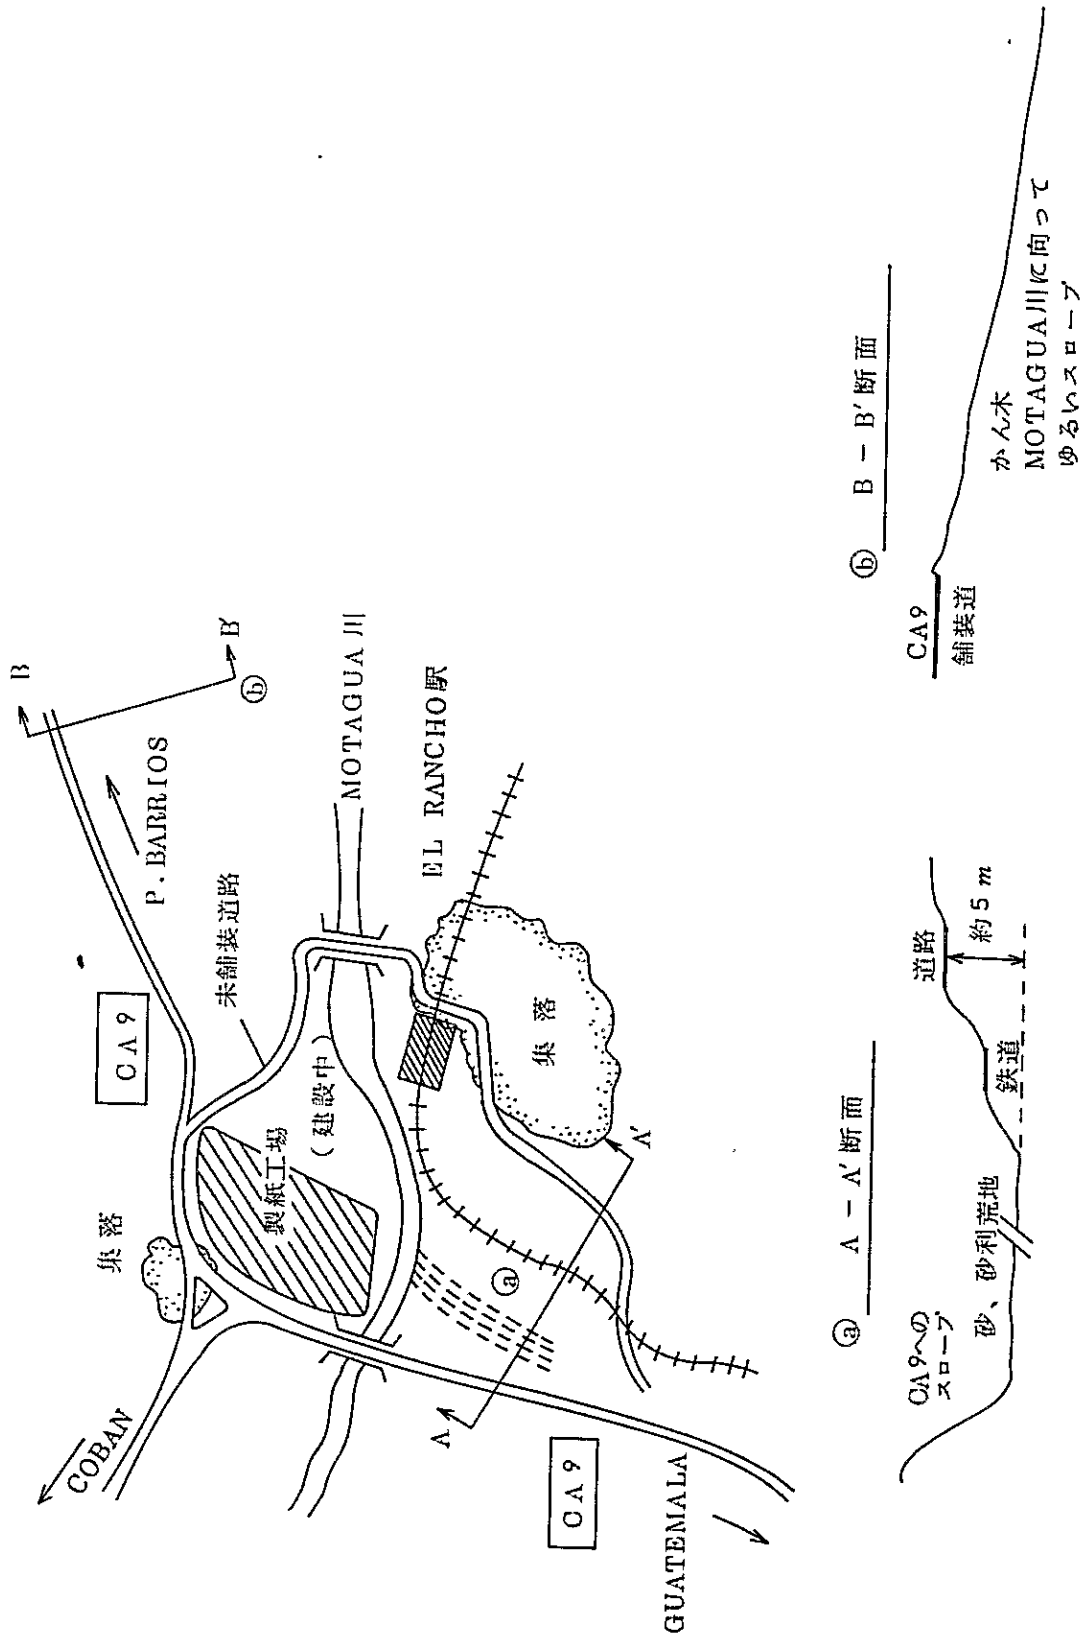 COBAN
集落
CA9
P.BARRIOS
B
B'
ⓑ
未舗装道路
製紙工場
(建設中)
MOTAGUA川
EL RANCHO駅
集落
A
A'
ⓐ
CA9
GUATEMALA
ⓐ A－A'断面
CA9への
スロープ
砂、砂利荒地
鉄道
道路
約5m
ⓑ B－B'断面
CA9
舗装道
かん木
MOTAGUA川に向って
ゆるいスロープ